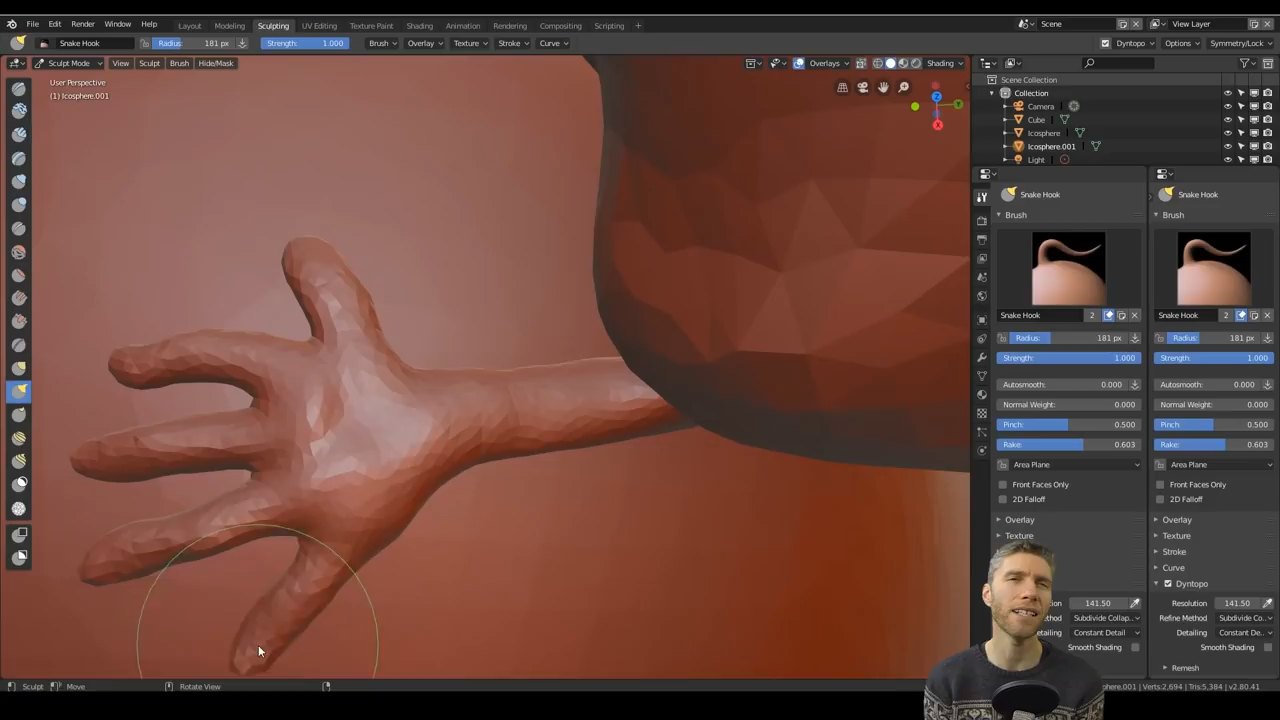 File Edit Render Window Help Layout Modeling Sculpting UV Editing Texture Paint Shading Animation Rendering Compositing Scripting + Scene View Layer
Snake Hook Radius 181 px Strength: 1.000 Brush Overlay Texture Stroke Curve Dyntopo Options Symmetry/Lock
Sculpt Mode View Sculpt Brush Hide/Mask Overlays Shading
User Perspective
(1) Icosphere.001
Z
Y
X
Scene Collection
Collection
Camera
Cube
Icosphere
Icosphere.001
Light
Snake Hook Snake Hook
Brush Brush
Snake Hook 2 Snake Hook 2
Radius: 181 px Radius: 181 px
Strength: 1.000 Strength: 1.000
Autosmooth: 0.000 Autosmooth: 0.000
Normal Weight: 0.000 Normal Weight: 0.000
Pinch: 0.500 Pinch: 0.500
Rake: 0.603 Rake: 0.603
Area Plane Area Plane
Front Faces Only Front Faces Only
2D Falloff 2D Falloff
Overlay Overlay
Texture Texture
Stroke
Curve
Dyntopo
141.50 Resolution 141.50
Subdivide Collap... Refine Method Subdivide Co...
Constant Detail Detailing Constant De...
Smooth Shading Smooth Shading
Remesh
Sculpt Move Rotate View Verts:2,694 | Tris:5,384 | v2.80.41